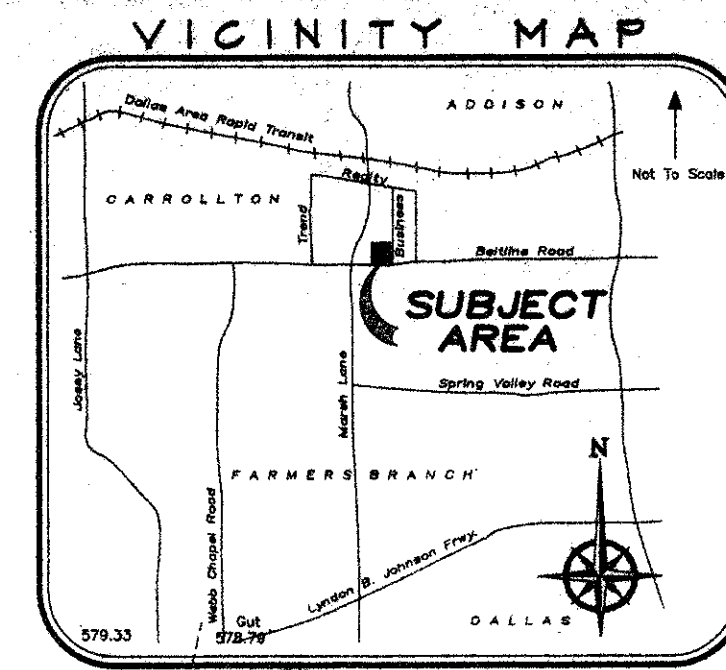 VICINITY MAP
ADDISON
Dallas Area Rapid Transit
Not To Scale
Realty
CARROLLTON
Trend
Business
Beltline Road
SUBJECT
AREA
Josey Lane
Marsh Lane
Spring Valley Road
N
FARMERS BRANCH
Webb Chapel Road
Lyndon B. Johnson Frwy.
DALLAS
Gut
579.33
578.79